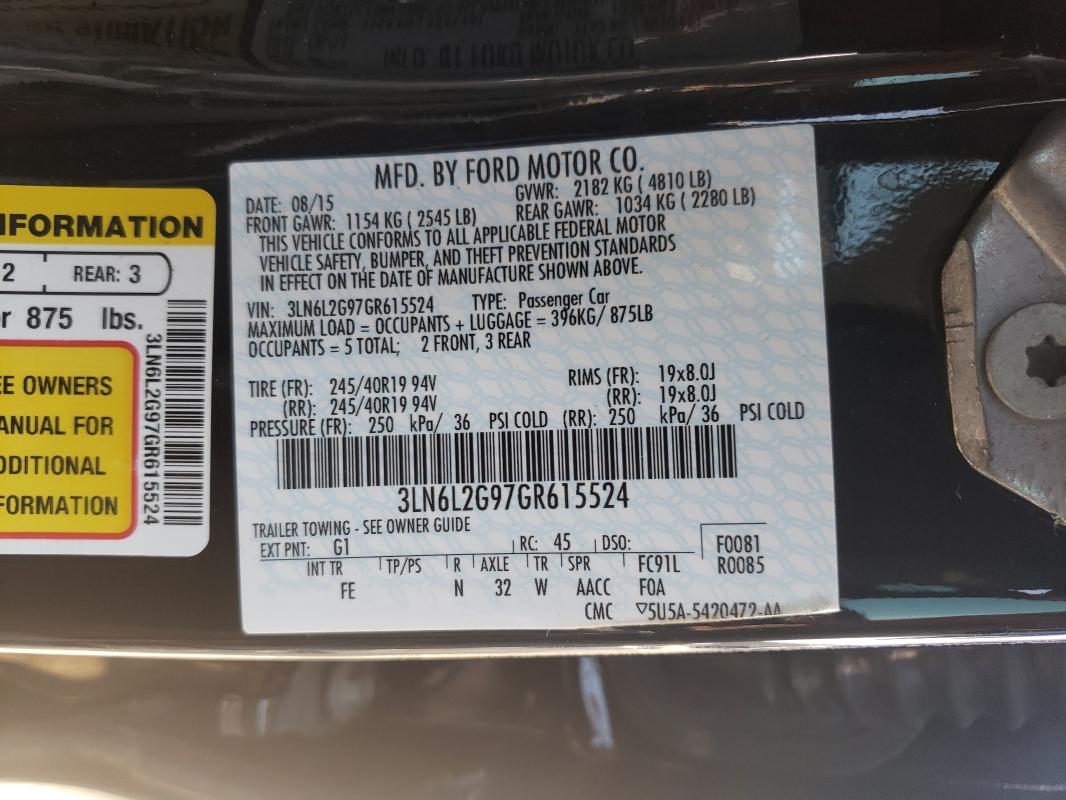 MFD. BY FORD MOTOR CO.
DATE: 08/15 GVWR: 2182 KG ( 4810 LB)
FRONT GAWR: 1154 KG ( 2545 LB) REAR GAWR: 1034 KG ( 2280 LB)
THIS VEHICLE CONFORMS TO ALL APPLICABLE FEDERAL MOTOR
VEHICLE SAFETY, BUMPER, AND THEFT PREVENTION STANDARDS
IN EFFECT ON THE DATE OF MANUFACTURE SHOWN ABOVE.
VIN: 3LN6L2G97GR615524 TYPE: Passenger Car
MAXIMUM LOAD = OCCUPANTS + LUGGAGE = 396KG/ 875LB
OCCUPANTS = 5 TOTAL; 2 FRONT, 3 REAR
TIRE (FR): 245/40R19 94V RIMS (FR): 19x8.0J
(RR): 245/40R19 94V (RR): 19x8.0J
PRESSURE (FR): 250 kPa/ 36 PSI COLD (RR): 250 kPa/ 36 PSI COLD
3LN6L2G97GR615524
TRAILER TOWING - SEE OWNER GUIDE
EXT PNT: G1 RC: 45 DSO: F0081
INT TR TP/PS R AXLE TR SPR FC91L R0085
FE N 32 W AACC FOA
CMC ▽5U5A-5420472-AA
2 REAR: 3
875 lbs.
OWNERS
FOR
3LN6L2G97GR615524